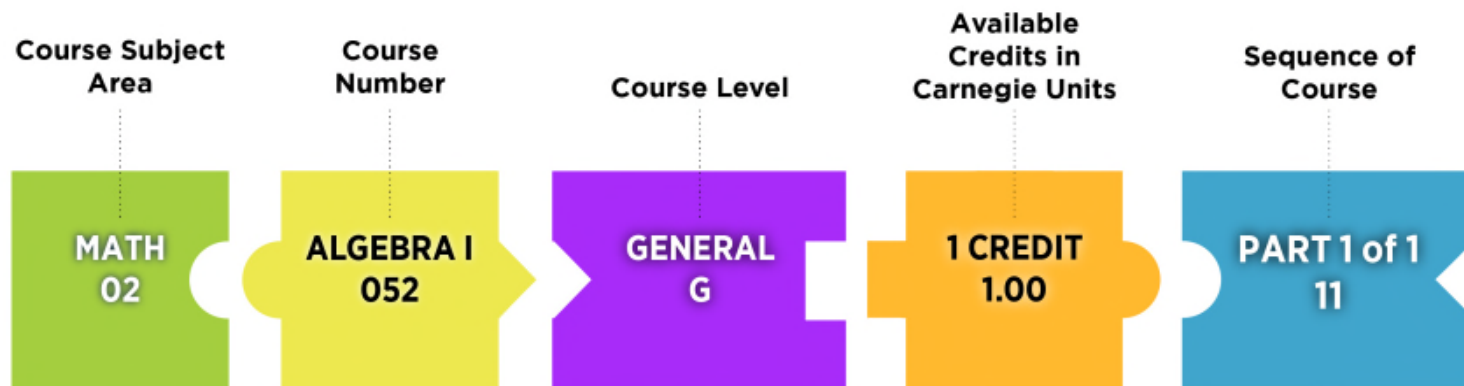 Course Subject
Area
Course
Number
Course Level
Available
Credits in
Carnegie Units
Sequence of
Course
MATH
02
ALGEBRA I
052
GENERAL
G
1 CREDIT
1.00
PART 1 of 1
11